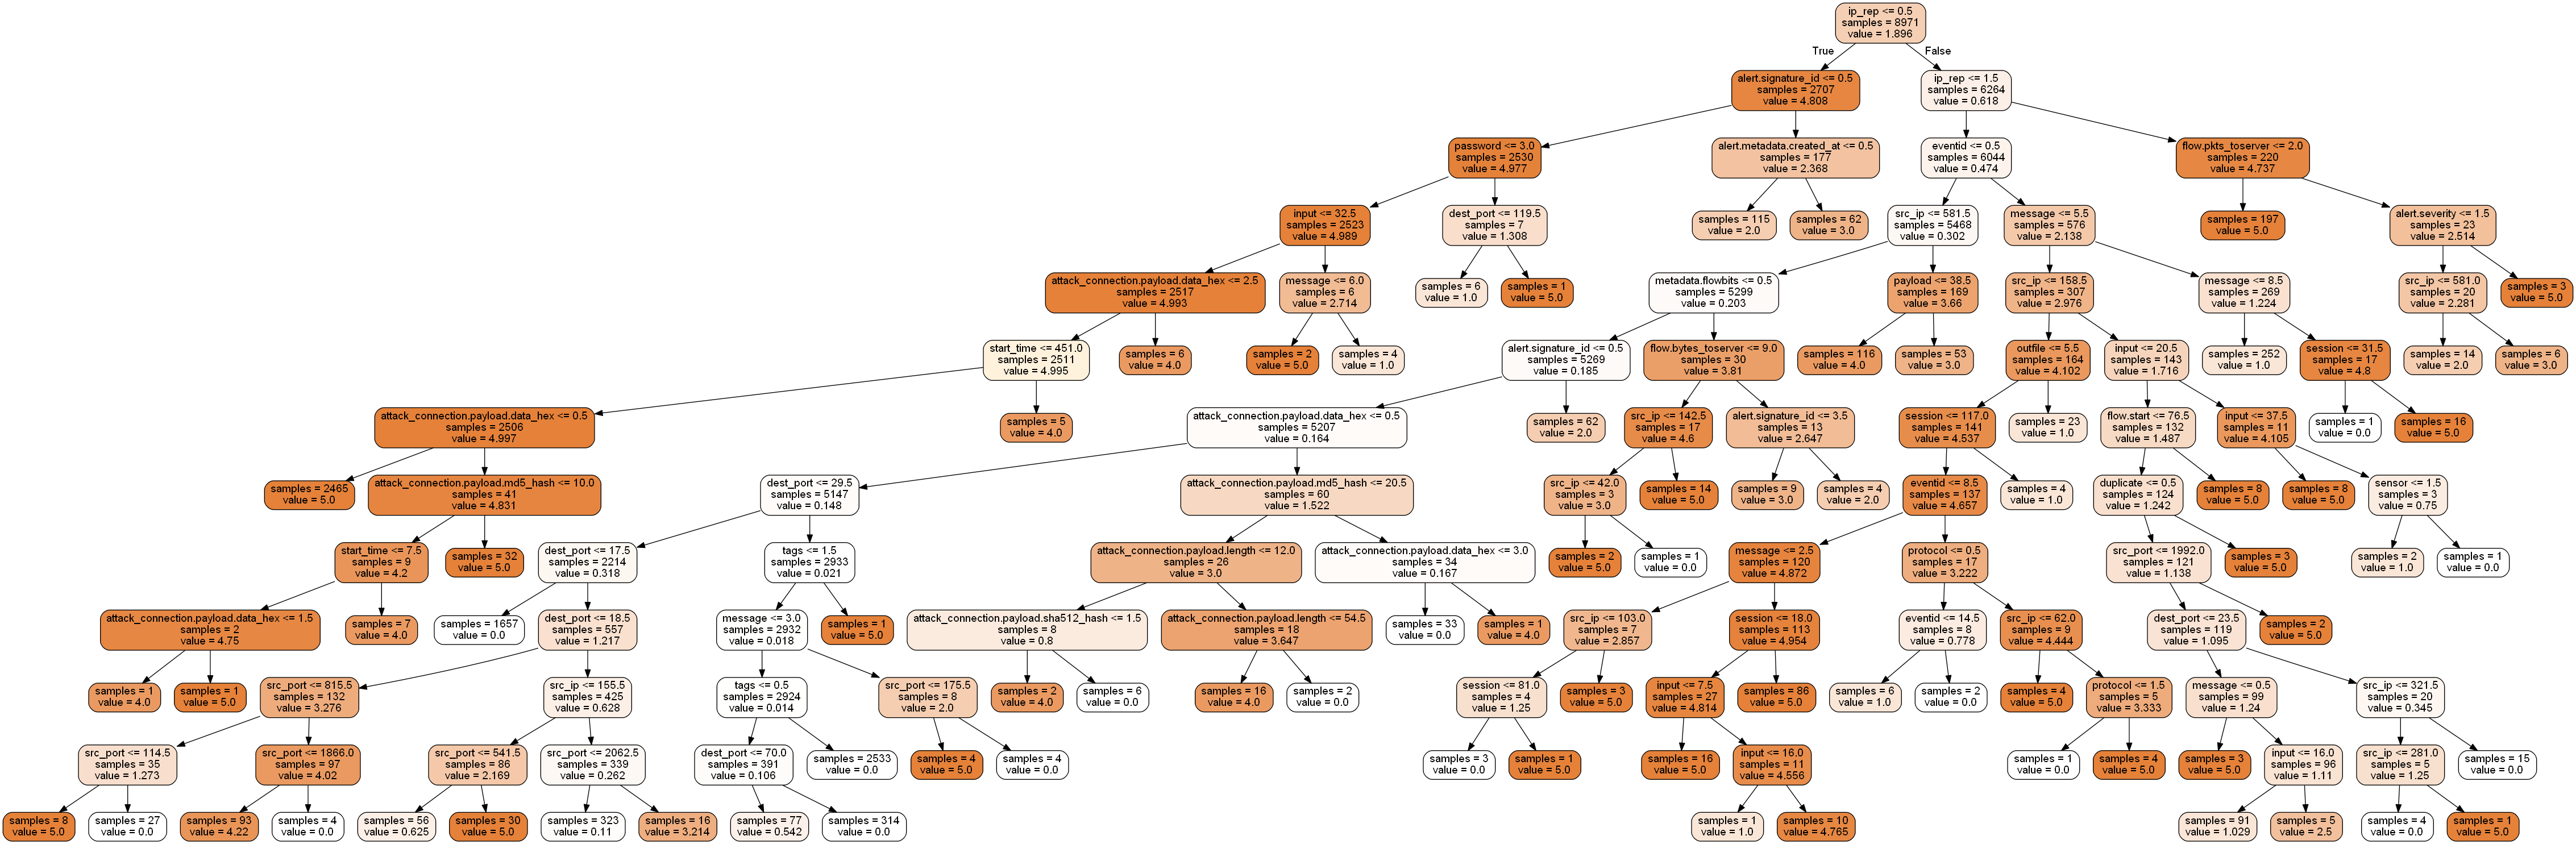 ip_rep <= 0.5
samples = 8971
value = 1.896
True
False
alert.signature_id <= 0.5
samples = 2707
value = 4.808
ip_rep <= 1.5
samples = 6264
value = 0.618
password <= 3.0
samples = 2530
value = 4.977
alert.metadata.created_at <= 0.5
samples = 177
value = 2.368
eventid <= 0.5
samples = 6044
value = 0.474
flow.pkts_toserver <= 2.0
samples = 220
value = 4.737
input <= 32.5
samples = 2523
value = 4.989
dest_port <= 119.5
samples = 7
value = 1.308
samples = 115
value = 2.0
samples = 62
value = 3.0
src_ip <= 581.5
samples = 5468
value = 0.302
message <= 5.5
samples = 576
value = 2.138
samples = 197
value = 5.0
alert.severity <= 1.5
samples = 23
value = 2.514
attack_connection.payload.data_hex <= 2.5
samples = 2517
value = 4.993
message <= 6.0
samples = 6
value = 2.714
samples = 6
value = 1.0
samples = 1
value = 5.0
metadata.flowbits <= 0.5
samples = 5299
value = 0.203
payload <= 38.5
samples = 169
value = 3.66
src_ip <= 158.5
samples = 307
value = 2.976
message <= 8.5
samples = 269
value = 1.224
src_ip <= 581.0
samples = 20
value = 2.281
samples = 3
value = 5.0
start_time <= 451.0
samples = 2511
value = 4.995
samples = 6
value = 4.0
samples = 2
value = 5.0
samples = 4
value = 1.0
alert.signature_id <= 0.5
samples = 5269
value = 0.185
flow.bytes_toserver <= 9.0
samples = 30
value = 3.81
samples = 116
value = 4.0
samples = 53
value = 3.0
outfile <= 5.5
samples = 164
value = 4.102
input <= 20.5
samples = 143
value = 1.716
samples = 252
value = 1.0
session <= 31.5
samples = 17
value = 4.8
samples = 14
value = 2.0
samples = 6
value = 3.0
attack_connection.payload.data_hex <= 0.5
samples = 2506
value = 4.997
samples = 5
value = 4.0
attack_connection.payload.data_hex <= 0.5
samples = 5207
value = 0.164
samples = 62
value = 2.0
src_ip <= 142.5
samples = 17
value = 4.6
alert.signature_id <= 3.5
samples = 13
value = 2.647
session <= 117.0
samples = 141
value = 4.537
samples = 23
value = 1.0
flow.start <= 76.5
samples = 132
value = 1.487
input <= 37.5
samples = 11
value = 4.105
samples = 1
value = 0.0
samples = 16
value = 5.0
samples = 2465
value = 5.0
attack_connection.payload.md5_hash <= 10.0
samples = 41
value = 4.831
dest_port <= 29.5
samples = 5147
value = 0.148
attack_connection.payload.md5_hash <= 20.5
samples = 60
value = 1.522
src_ip <= 42.0
samples = 3
value = 3.0
samples = 14
value = 5.0
samples = 9
value = 3.0
samples = 4
value = 2.0
eventid <= 8.5
samples = 137
value = 4.657
samples = 4
value = 1.0
duplicate <= 0.5
samples = 124
value = 1.242
samples = 8
value = 5.0
samples = 8
value = 5.0
sensor <= 1.5
samples = 3
value = 0.75
start_time <= 7.5
samples = 9
value = 4.2
samples = 32
value = 5.0
dest_port <= 17.5
samples = 2214
value = 0.318
tags <= 1.5
samples = 2933
value = 0.021
attack_connection.payload.length <= 12.0
samples = 26
value = 3.0
attack_connection.payload.data_hex <= 3.0
samples = 34
value = 0.167
samples = 2
value = 5.0
samples = 1
value = 0.0
message <= 2.5
samples = 120
value = 4.872
protocol <= 0.5
samples = 17
value = 3.222
src_port <= 1992.0
samples = 121
value = 1.138
samples = 3
value = 5.0
samples = 2
value = 1.0
samples = 1
value = 0.0
attack_connection.payload.data_hex <= 1.5
samples = 2
value = 4.75
samples = 7
value = 4.0
samples = 1657
value = 0.0
dest_port <= 18.5
samples = 557
value = 1.217
message <= 3.0
samples = 2932
value = 0.018
samples = 1
value = 5.0
attack_connection.payload.sha512_hash <= 1.5
samples = 8
value = 0.8
attack_connection.payload.length <= 54.5
samples = 18
value = 3.647
samples = 33
value = 0.0
samples = 1
value = 4.0
src_ip <= 103.0
samples = 7
value = 2.857
session <= 18.0
samples = 113
value = 4.954
eventid <= 14.5
samples = 8
value = 0.778
src_ip <= 62.0
samples = 9
value = 4.444
dest_port <= 23.5
samples = 119
value = 1.095
samples = 2
value = 5.0
samples = 1
value = 4.0
samples = 1
value = 5.0
src_port <= 815.5
samples = 132
value = 3.276
src_ip <= 155.5
samples = 425
value = 0.628
tags <= 0.5
samples = 2924
value = 0.014
src_port <= 175.5
samples = 8
value = 2.0
samples = 2
value = 4.0
samples = 6
value = 0.0
samples = 16
value = 4.0
samples = 2
value = 0.0
session <= 81.0
samples = 4
value = 1.25
samples = 3
value = 5.0
input <= 7.5
samples = 27
value = 4.814
samples = 86
value = 5.0
samples = 6
value = 1.0
samples = 2
value = 0.0
samples = 4
value = 5.0
protocol <= 1.5
samples = 5
value = 3.333
message <= 0.5
samples = 99
value = 1.24
src_ip <= 321.5
samples = 20
value = 0.345
src_port <= 114.5
samples = 35
value = 1.273
src_port <= 1866.0
samples = 97
value = 4.02
src_port <= 541.5
samples = 86
value = 2.169
src_port <= 2062.5
samples = 339
value = 0.262
dest_port <= 70.0
samples = 391
value = 0.106
samples = 2533
value = 0.0
samples = 4
value = 5.0
samples = 4
value = 0.0
samples = 3
value = 0.0
samples = 1
value = 5.0
samples = 16
value = 5.0
input <= 16.0
samples = 11
value = 4.556
samples = 1
value = 0.0
samples = 4
value = 5.0
samples = 3
value = 5.0
input <= 16.0
samples = 96
value = 1.11
src_ip <= 281.0
samples = 5
value = 1.25
samples = 15
value = 0.0
samples = 8
value = 5.0
samples = 27
value = 0.0
samples = 93
value = 4.22
samples = 4
value = 0.0
samples = 56
value = 0.625
samples = 30
value = 5.0
samples = 323
value = 0.11
samples = 16
value = 3.214
samples = 77
value = 0.542
samples = 314
value = 0.0
samples = 1
value = 1.0
samples = 10
value = 4.765
samples = 91
value = 1.029
samples = 5
value = 2.5
samples = 4
value = 0.0
samples = 1
value = 5.0